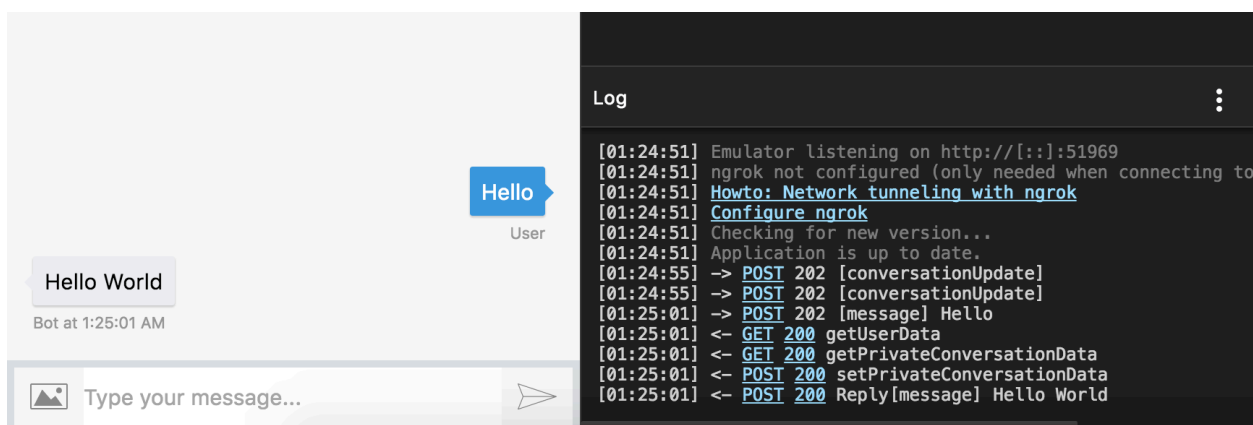 Hello
User
Hello World
Bot at 1:25:01 AM
Type your message...
Log
[01:24:51] Emulator listening on http://[::]:51969
[01:24:51] ngrok not configured (only needed when connecting to
[01:24:51] Howto: Network tunneling with ngrok
[01:24:51] Configure ngrok
[01:24:51] Checking for new version...
[01:24:51] Application is up to date.
[01:24:55] -> POST 202 [conversationUpdate]
[01:24:55] -> POST 202 [conversationUpdate]
[01:25:01] -> POST 202 [message] Hello
[01:25:01] <- GET 200 getUserData
[01:25:01] <- GET 200 getPrivateConversationData
[01:25:01] <- POST 200 setPrivateConversationData
[01:25:01] <- POST 200 Reply[message] Hello World